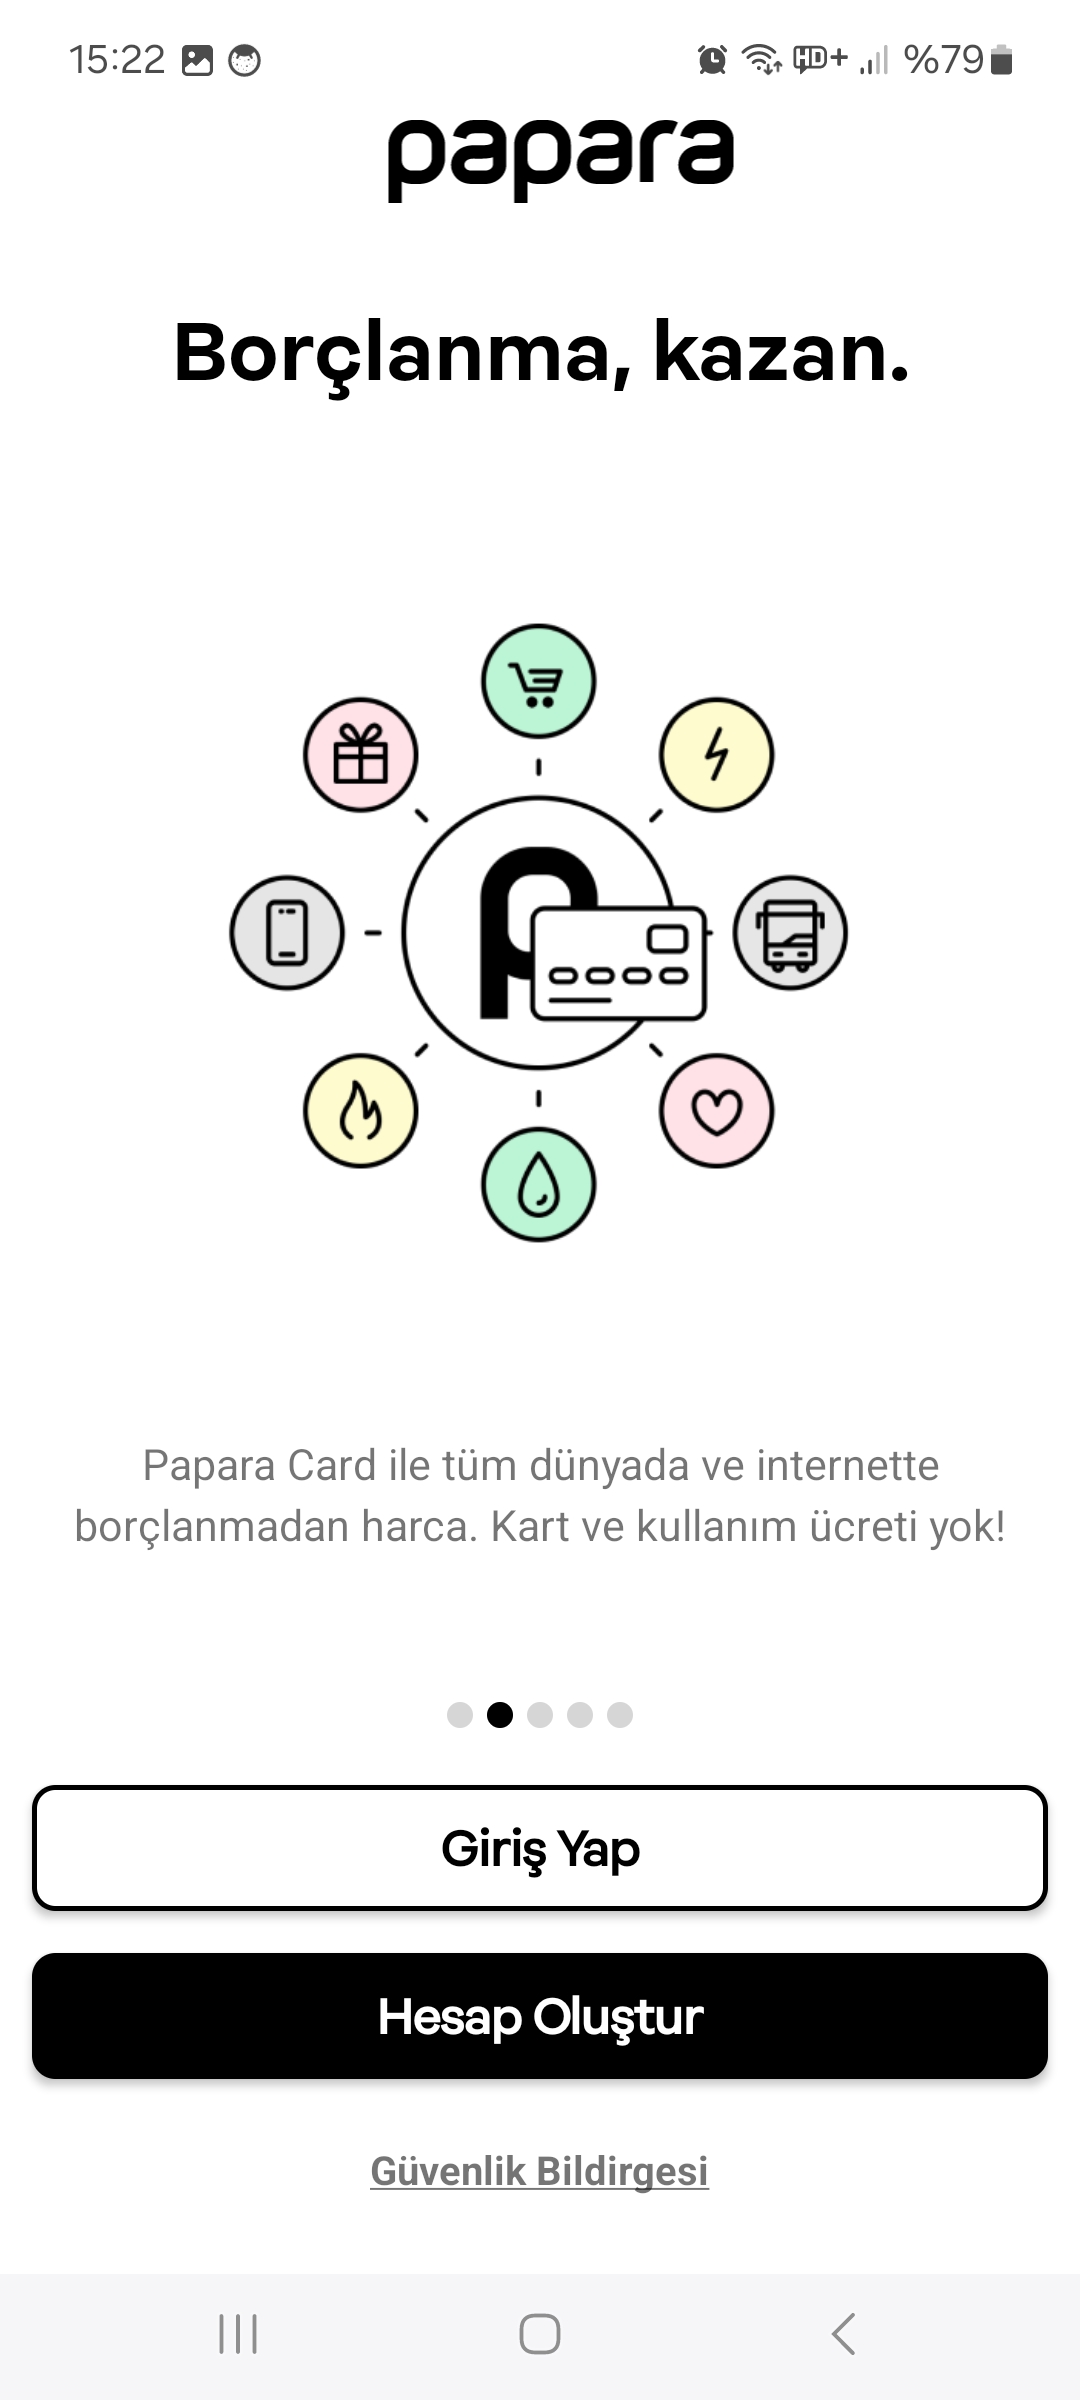 15:22 HD+ %79
papara
Borçlanma, kazan.
Papara Card ile tüm dünyada ve internette
borçlanmadan harca. Kart ve kullanım ücreti yok!
Giriş Yap
Hesap Oluştur
Güvenlik Bildirgesi